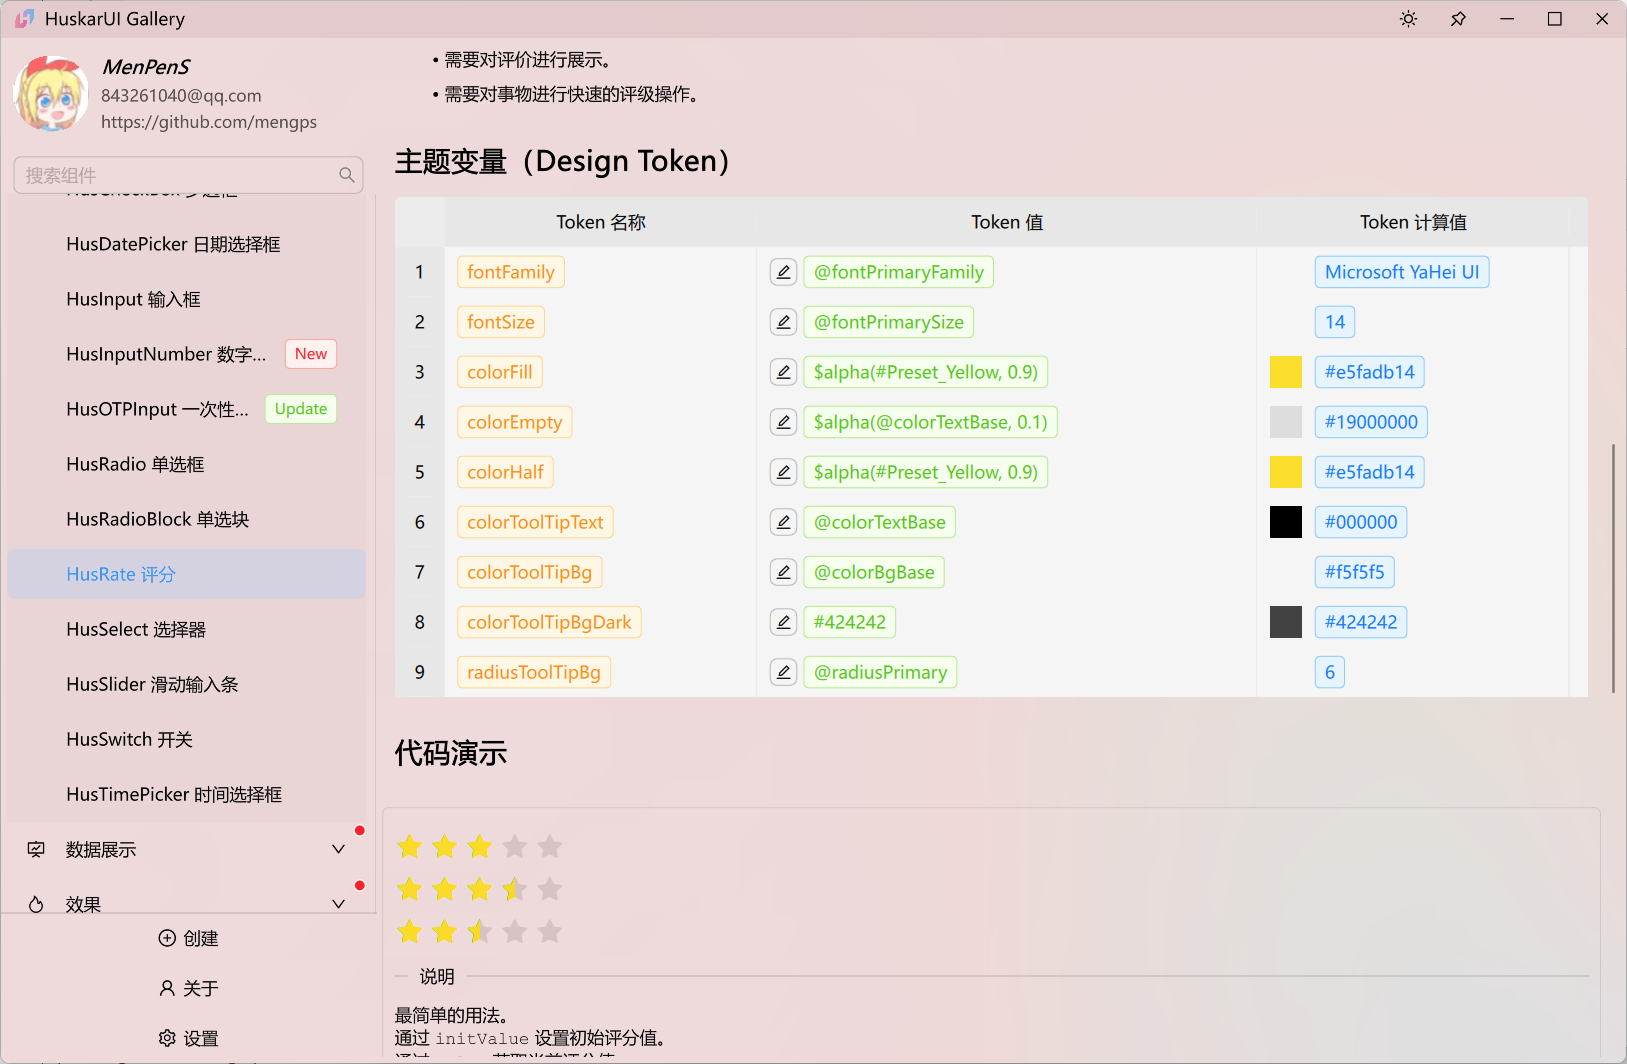 HuskarUI Gallery
MenPenS
843261040@qq.com
https://github.com/mengps
搜索组件
HusDatePicker 日期选择框
HusInput 输入框
HusInputNumber 数字... New
HusOTPInput 一次性... Update
HusRadio 单选框
HusRadioBlock 单选块
HusRate 评分
HusSelect 选择器
HusSlider 滑动输入条
HusSwitch 开关
HusTimePicker 时间选择框
数据展示
效果
创建
关于
设置
• 需要对评价进行展示。
• 需要对事物进行快速的评级操作。
主题变量（Design Token）
Token 名称 Token 值 Token 计算值
1 fontFamily @fontPrimaryFamily Microsoft YaHei UI
2 fontSize @fontPrimarySize 14
3 colorFill $alpha(#Preset_Yellow, 0.9) #e5fadb14
4 colorEmpty $alpha(@colorTextBase, 0.1) #19000000
5 colorHalf $alpha(#Preset_Yellow, 0.9) #e5fadb14
6 colorToolTipText @colorTextBase #000000
7 colorToolTipBg @colorBgBase #f5f5f5
8 colorToolTipBgDark #424242 #424242
9 radiusToolTipBg @radiusPrimary 6
代码演示
说明
最简单的用法。
通过 initValue 设置初始评分值。